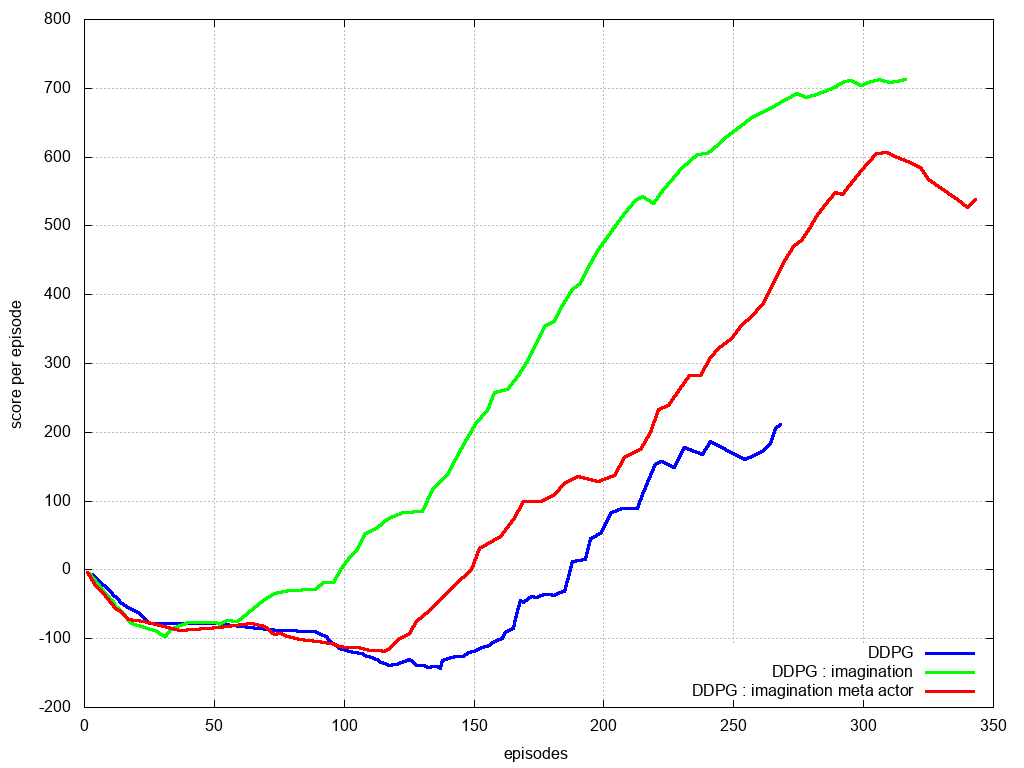 800
700
600
500
400
300
200
100
0
-100
-200
score per episode
DDPG
DDPG : imagination
DDPG : imagination meta actor
0 50 100 150 200 250 300 350
episodes